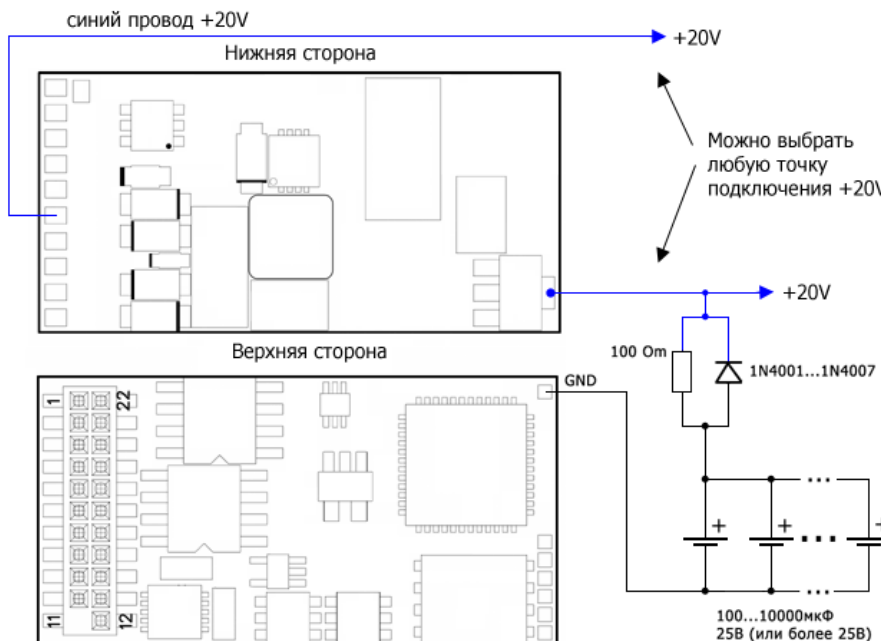 синий провод +20V
+20V
Нижняя сторона
Можно выбрать
любую точку
подключения +20V
+20V
Верхняя сторона
100 Om
1N4001...1N4007
GND
1
22
+
+
...
...
+
11
12
...
100...10000мкФ
25В (или более 25В)